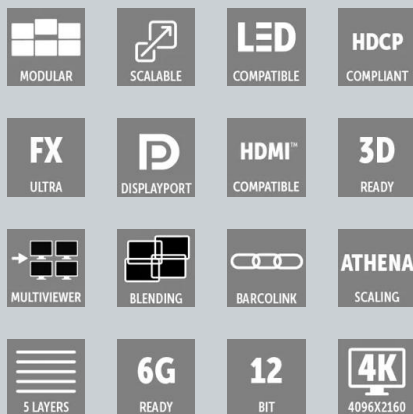 MODULAR
SCALABLE
LED
COMPATIBLE
HDCP
COMPLIANT
FX
ULTRA
DISPLAYPORT
HDMI™
COMPATIBLE
3D
READY
MULTIVIEWER
BLENDING
BARCOLINK
ATHENA
SCALING
5 LAYERS
6G
READY
12
BIT
4K
4096X2160